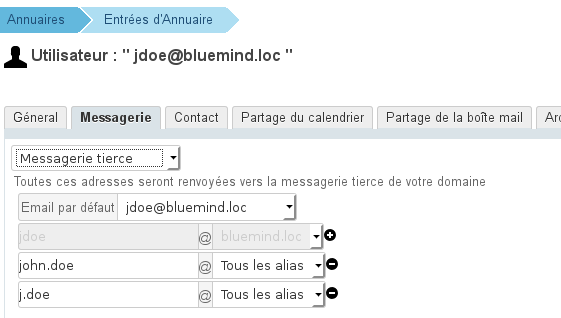 Annuaires Entrées d'Annuaire
Utilisateur : " jdoe@bluemind.loc "
Géneral Messagerie Contact Partage du calendrier Partage de la boîte mail Ar
Messagerie tierce
Toutes ces adresses seront renvoyées vers la messagerie tierce de votre domaine
Email par défaut jdoe@bluemind.loc
jdoe @ bluemind.loc
john.doe @ Tous les alias
j.doe @ Tous les alias